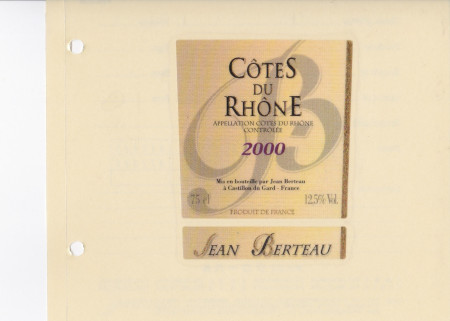 CÔTES
DU
RHÔNE
APPELLATION CÔTES DU RHÔNE
CONTRÔLÉE
2000
Mis en bouteille par Jean Berteau
à Castillon du Gard - France
75 cl 12,5% Vol.
PRODUIT DE FRANCE
JEAN BERTEAU